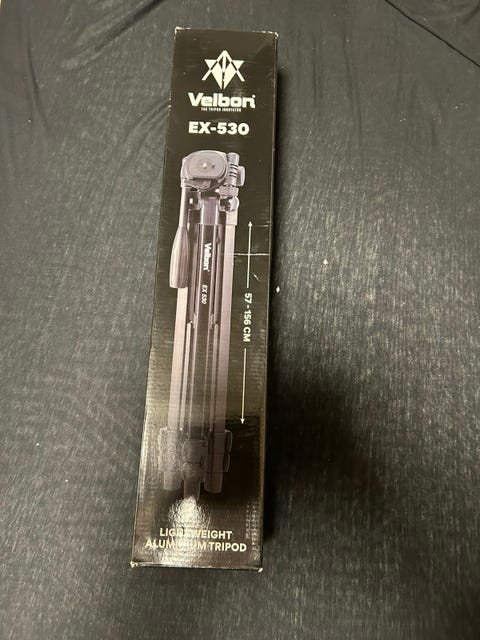 Velbon
THE TRIPOD INNOVATOR
EX-530
Velbon
EX 530
57 - 156 CM
LIGHTWEIGHT
ALUMINIUM TRIPOD